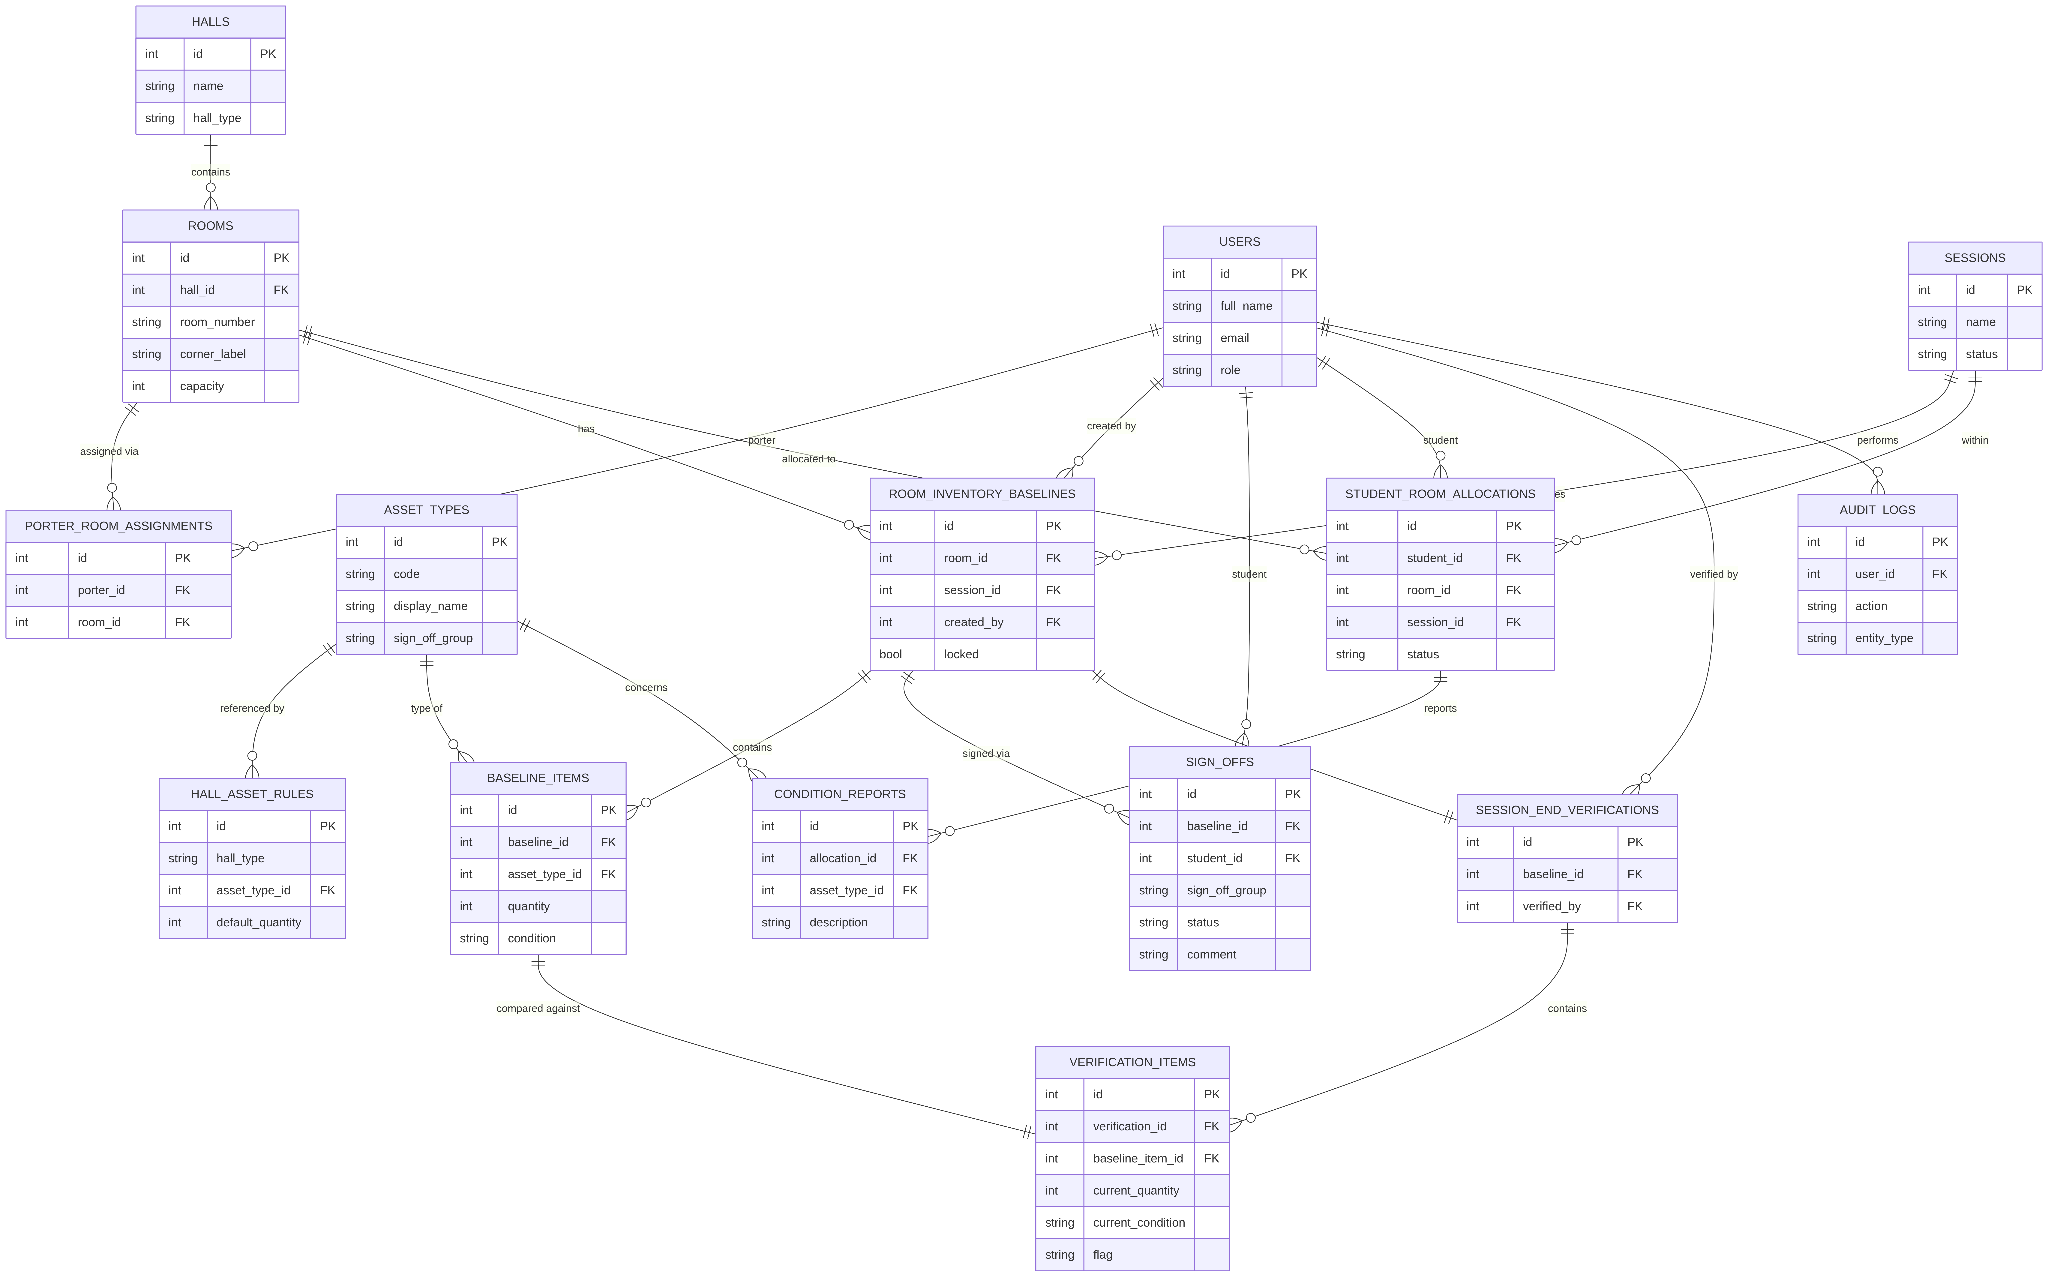 HALLS
int id PK
string name
string hall_type
contains
ROOMS
int id PK
int hall_id FK
string room_number
string corner_label
int capacity
USERS
int id PK
string full_name
string email
string role
SESSIONS
int id PK
string name
string status
assigned via
has
allocated to
porter
created by
student
student
verified by
performs
within
es
PORTER_ROOM_ASSIGNMENTS
int id PK
int porter_id FK
int room_id FK
ASSET_TYPES
int id PK
string code
string display_name
string sign_off_group
ROOM_INVENTORY_BASELINES
int id PK
int room_id FK
int session_id FK
int created_by FK
bool locked
STUDENT_ROOM_ALLOCATIONS
int id PK
int student_id FK
int room_id FK
int session_id FK
string status
AUDIT_LOGS
int id PK
int user_id FK
string action
string entity_type
referenced by
type of
concerns
contains
signed via
reports
HALL_ASSET_RULES
int id PK
string hall_type
int asset_type_id FK
int default_quantity
BASELINE_ITEMS
int id PK
int baseline_id FK
int asset_type_id FK
int quantity
string condition
CONDITION_REPORTS
int id PK
int allocation_id FK
int asset_type_id FK
string description
SIGN_OFFS
int id PK
int baseline_id FK
int student_id FK
string sign_off_group
string status
string comment
SESSION_END_VERIFICATIONS
int id PK
int baseline_id FK
int verified_by FK
compared against
contains
VERIFICATION_ITEMS
int id PK
int verification_id FK
int baseline_item_id FK
int current_quantity
string current_condition
string flag